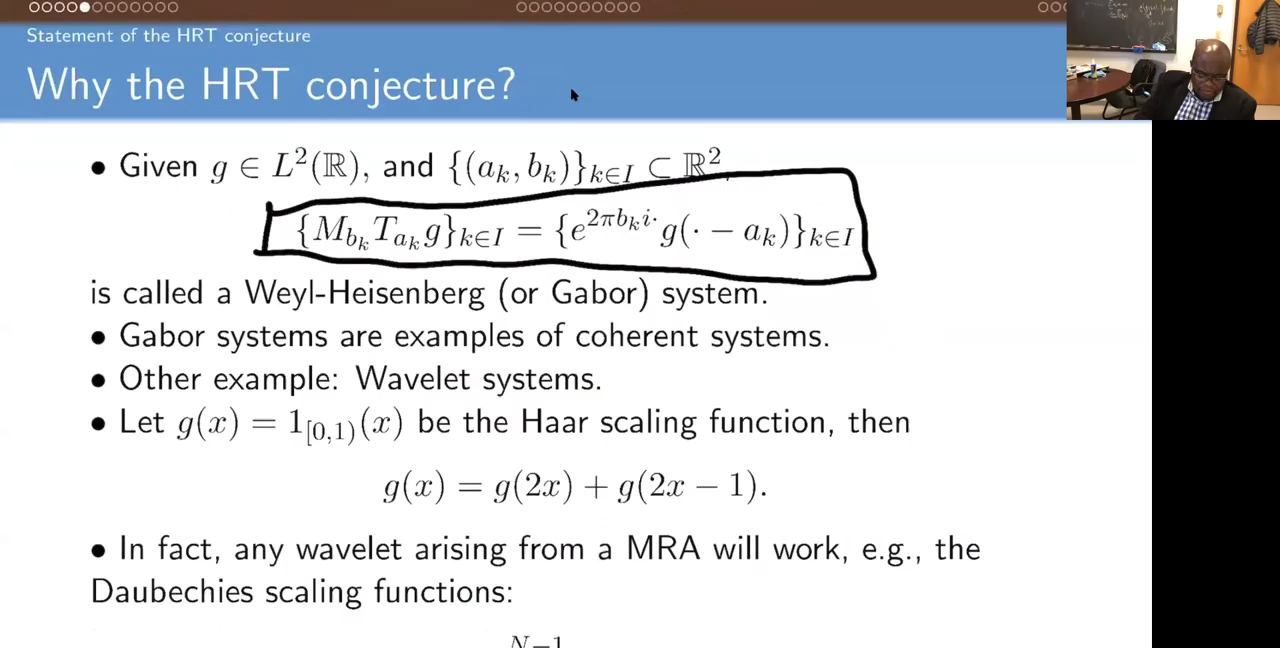 Statement of the HRT conjecture
Why the HRT conjecture?
• Given g ∈ L²(ℝ), and {(a_k, b_k)}_{k∈I} ⊂ ℝ²
{M_{b_k} T_{a_k} g}_{k∈I} = {e^{2πb_k i·} g(· − a_k)}_{k∈I}
is called a Weyl-Heisenberg (or Gabor) system.
• Gabor systems are examples of coherent systems.
• Other example: Wavelet systems.
• Let g(x) = 1_{[0,1)}(x) be the Haar scaling function, then
g(x) = g(2x) + g(2x − 1).
• In fact, any wavelet arising from a MRA will work, e.g., the
Daubechies scaling functions:
N−1